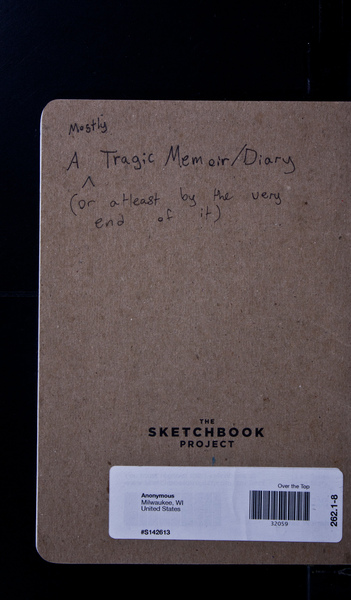 Mostly
A Tragic Memoir/Diary
^
(or atleast by the very
end of it)
THE
SKETCHBOOK
PROJECT
Over the Top
Anonymous
Milwaukee, WI
United States
32059
#S142613
262.1-8